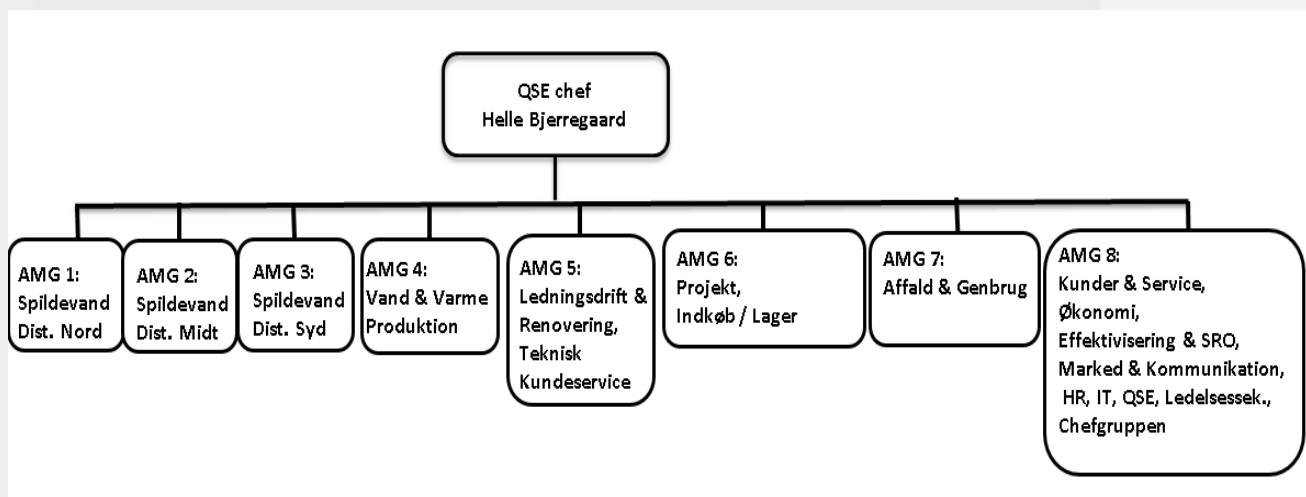 QSE chef
Helle Bjerregaard
AMG 1:
Spildevand
Dist. Nord
AMG 2:
Spildevand
Dist. Midt
AMG 3:
Spildevand
Dist. Syd
AMG 4:
Vand & Varme
Produktion
AMG 5:
Ledningsdrift &
Renovering,
Teknisk
Kundeservice
AMG 6:
Projekt,
Indkøb / Lager
AMG 7:
Affald & Genbrug
AMG 8:
Kunder & Service,
Økonomi,
Effektivisering & SRO,
Marked & Kommunikation,
HR, IT, QSE, Ledelsessek.,
Chefgruppen